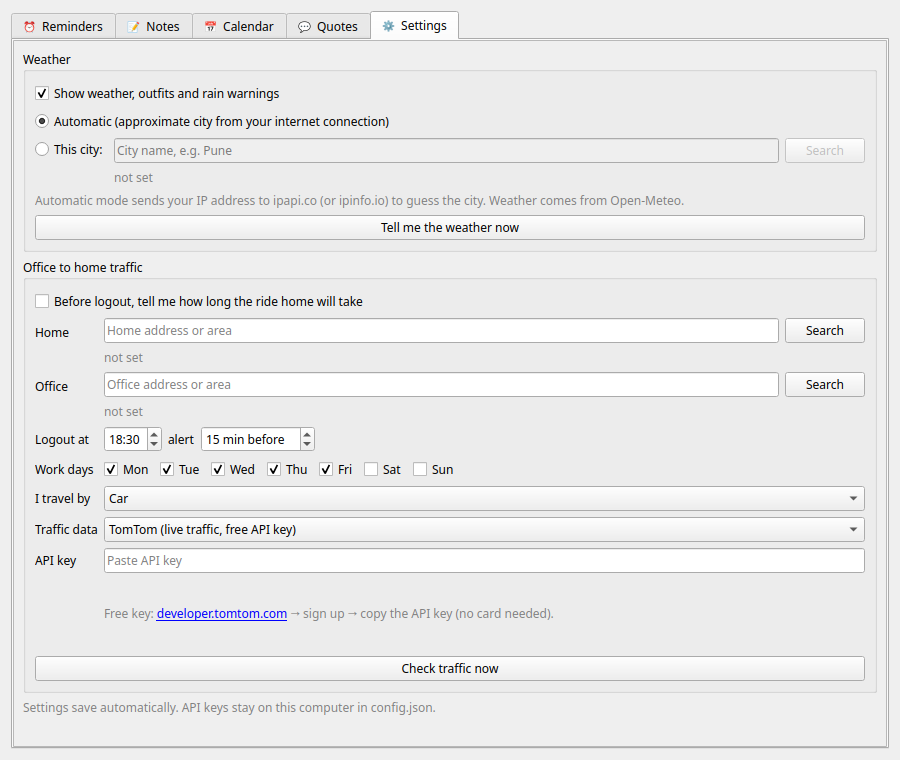 Reminders Notes Calendar Quotes Settings
Weather
Show weather, outfits and rain warnings
Automatic (approximate city from your internet connection)
This city: City name, e.g. Pune Search
not set
Automatic mode sends your IP address to ipapi.co (or ipinfo.io) to guess the city. Weather comes from Open-Meteo.
Tell me the weather now
Office to home traffic
Before logout, tell me how long the ride home will take
Home Home address or area Search
not set
Office Office address or area Search
not set
Logout at 18:30 alert 15 min before
Work days Mon Tue Wed Thu Fri Sat Sun
I travel by Car
Traffic data TomTom (live traffic, free API key)
API key Paste API key
Free key: developer.tomtom.com → sign up → copy the API key (no card needed).
Check traffic now
Settings save automatically. API keys stay on this computer in config.json.